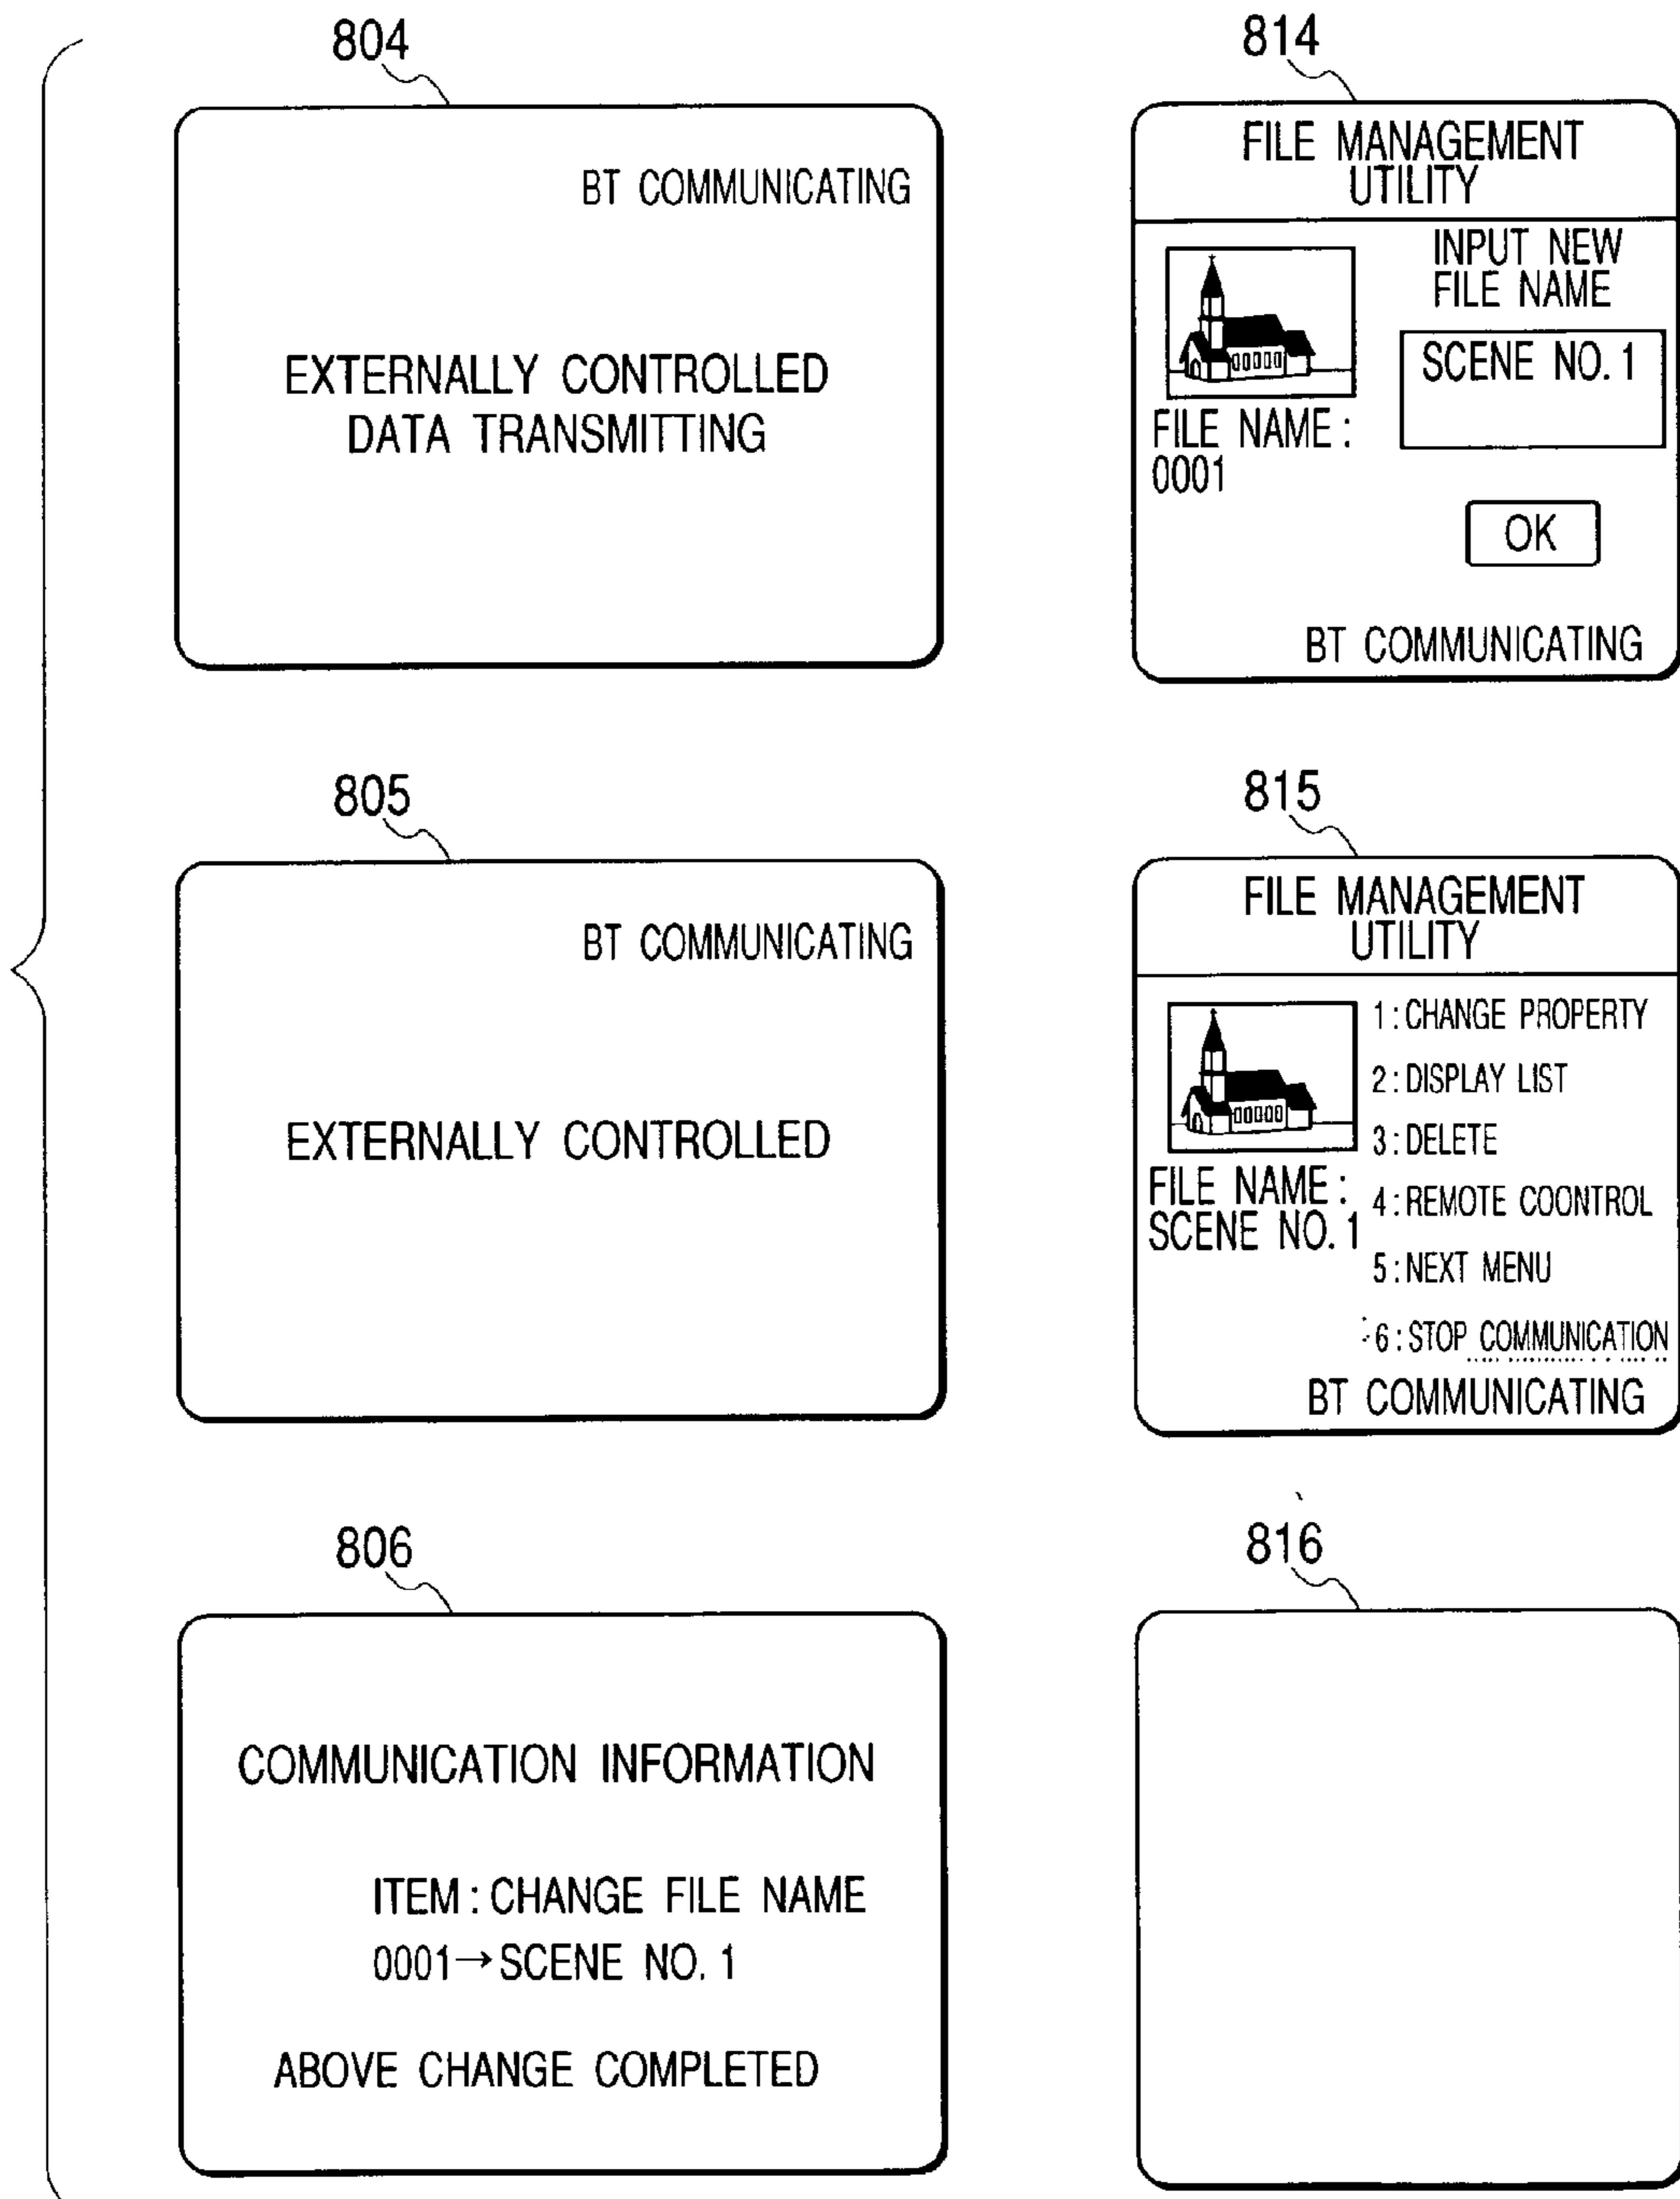 804
BT COMMUNICATING
EXTERNALLY CONTROLLED
DATA TRANSMITTING
814
FILE MANAGEMENT
UTILITY
INPUT NEW
FILE NAME
SCENE NO. 1
FILE NAME :
0001
OK
BT COMMUNICATING
805
BT COMMUNICATING
EXTERNALLY CONTROLLED
815
FILE MANAGEMENT
UTILITY
1 : CHANGE PROPERTY
2 : DISPLAY LIST
3 : DELETE
4 : REMOTE COONTROL
5 : NEXT MENU
6 : STOP COMMUNICATION
FILE NAME :
SCENE NO. 1
BT COMMUNICATING
806
COMMUNICATION INFORMATION
ITEM : CHANGE FILE NAME
0001→SCENE NO. 1
ABOVE CHANGE COMPLETED
816